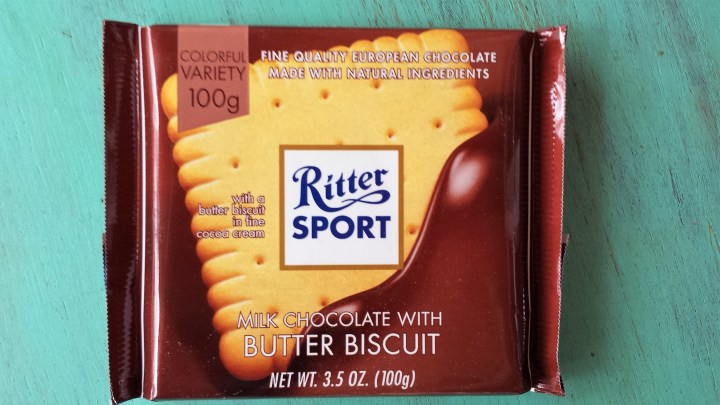 COLORFUL
VARIETY
100g
FINE QUALITY EUROPEAN CHOCOLATE
MADE WITH NATURAL INGREDIENTS
Ritter
SPORT
with a
butter biscuit
in fine
cocoa cream
MILK CHOCOLATE WITH
BUTTER BISCUIT
NET WT. 3.5 OZ. (100g)